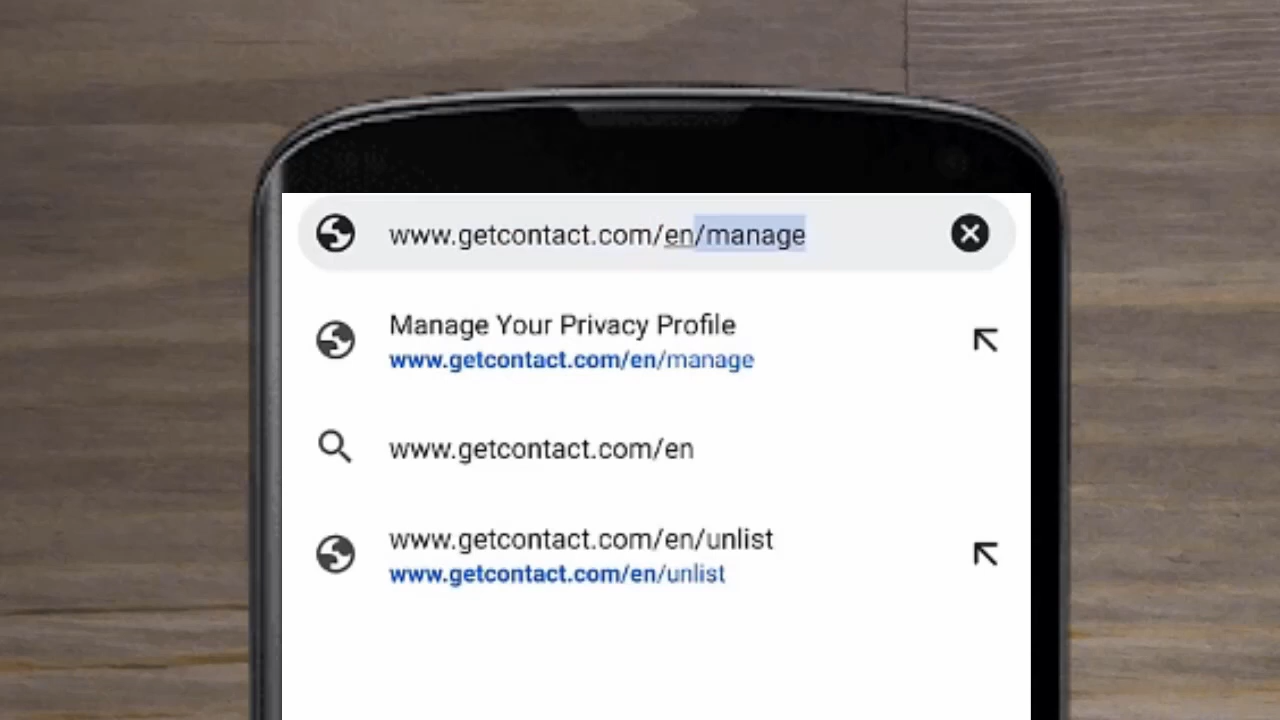 www.getcontact.com/en/manage
Manage Your Privacy Profile
www.getcontact.com/en/manage
www.getcontact.com/en
www.getcontact.com/en/unlist
www.getcontact.com/en/unlist